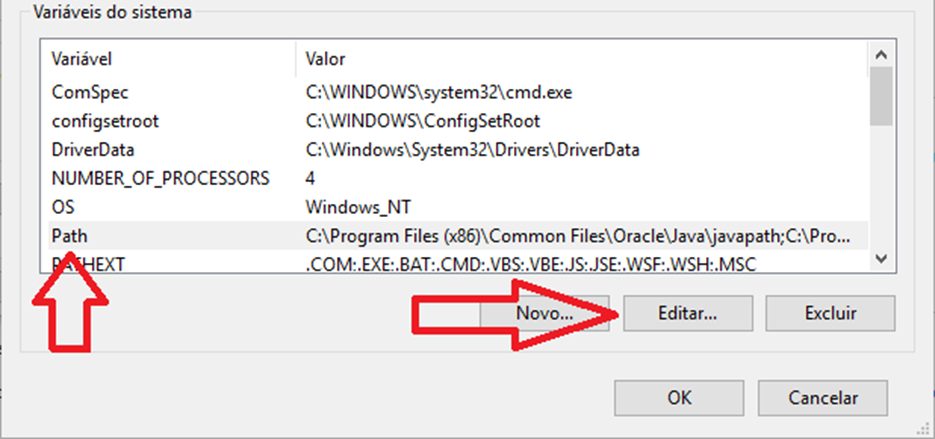 Variáveis do sistema
Variável Valor
ComSpec C:\WINDOWS\system32\cmd.exe
configsetroot C:\WINDOWS\ConfigSetRoot
DriverData C:\Windows\System32\Drivers\DriverData
NUMBER_OF_PROCESSORS 4
OS Windows_NT
Path C:\Program Files (x86)\Common Files\Oracle\Java\javapath;C:\Pro...
PATHEXT .COM;.EXE;.BAT;.CMD;.VBS;.VBE;.JS;.JSE;.WSF;.WSH;.MSC
Novo... Editar... Excluir
OK Cancelar